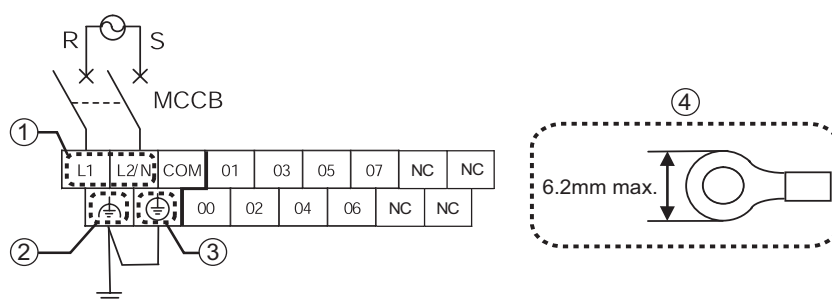 R S
MCCB
①
④
L1 L2/N COM 01 03 05 07 NC NC
6.2mm max.
00 02 04 06 NC NC
② ③